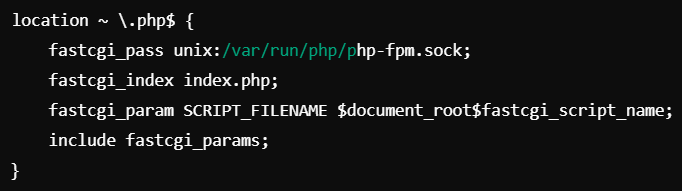 location ~ \.php$ {
    fastcgi_pass unix:/var/run/php/php-fpm.sock;
    fastcgi_index index.php;
    fastcgi_param SCRIPT_FILENAME $document_root$fastcgi_script_name;
    include fastcgi_params;
}